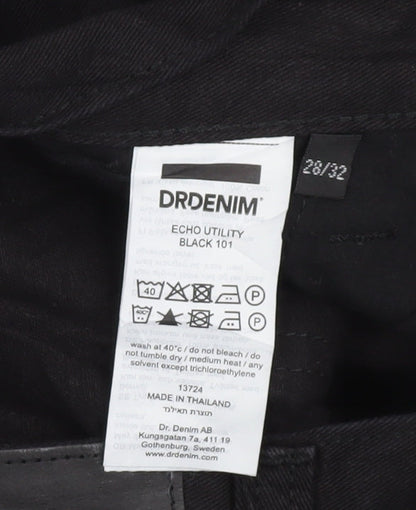 28/32
DRDENIM®
ECHO UTILITY
BLACK 101
40 P
40°C P
wash at 40°c / do not bleach / do
not tumble dry / medium heat / any
solvent except trichloroethylene
13724
MADE IN THAILAND
תוצרת תאילנד
Dr. Denim AB
Kungsgatan 7a, 411 19
Gothenburg, Sweden
www.drdenim.com